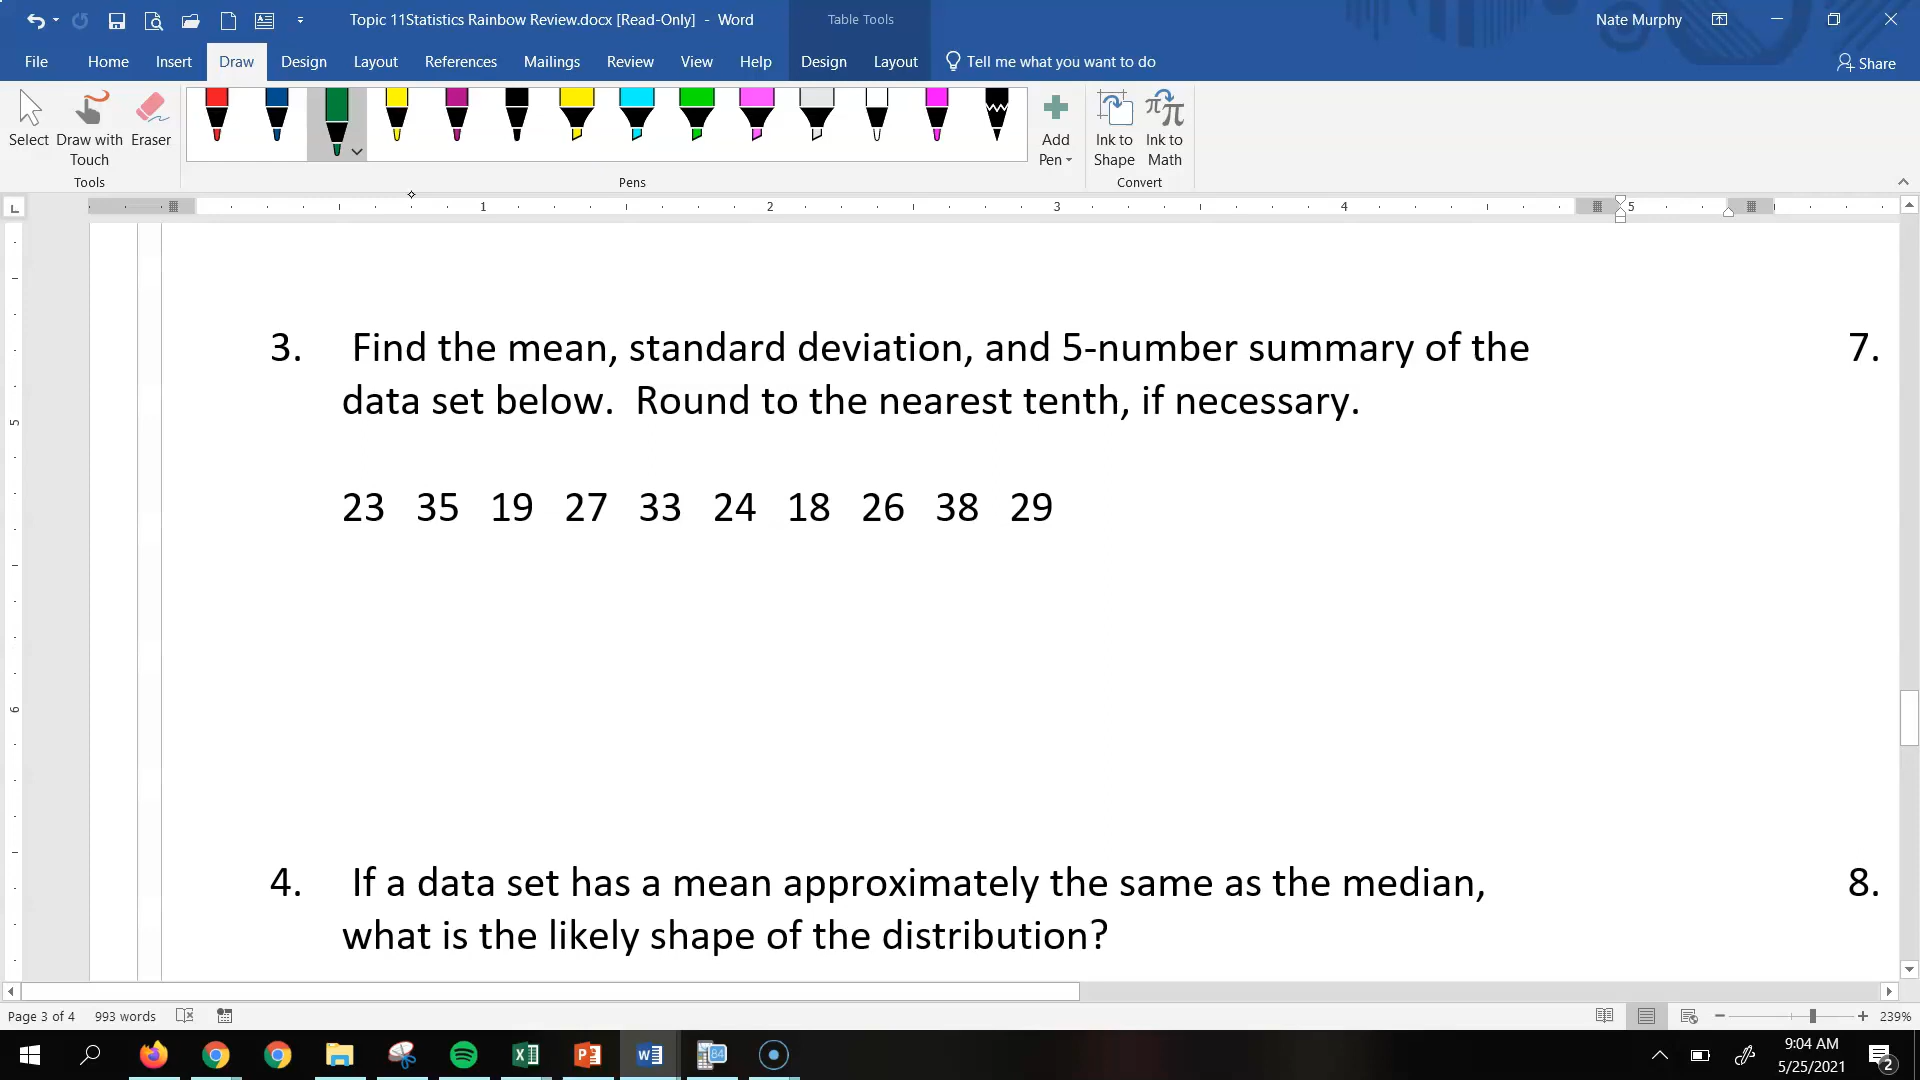 Topic 11Statistics Rainbow Review.docx [Read-Only] - Word
Table Tools
Nate Murphy
File Home Insert Draw Design Layout References Mailings Review View Help Design Layout Tell me what you want to do
Share
Select
Draw with Touch
Eraser
Add Pen
Ink to Shape
Ink to Math
Tools
Pens
Convert
L
1 2 3 4 5
3. Find the mean, standard deviation, and 5-number summary of the
data set below. Round to the nearest tenth, if necessary.
7.
5
23 35 19 27 33 24 18 26 38 29
6
4. If a data set has a mean approximately the same as the median,
what is the likely shape of the distribution?
8.
Page 3 of 4 993 words
239%
84
9:04 AM
5/25/2021
2